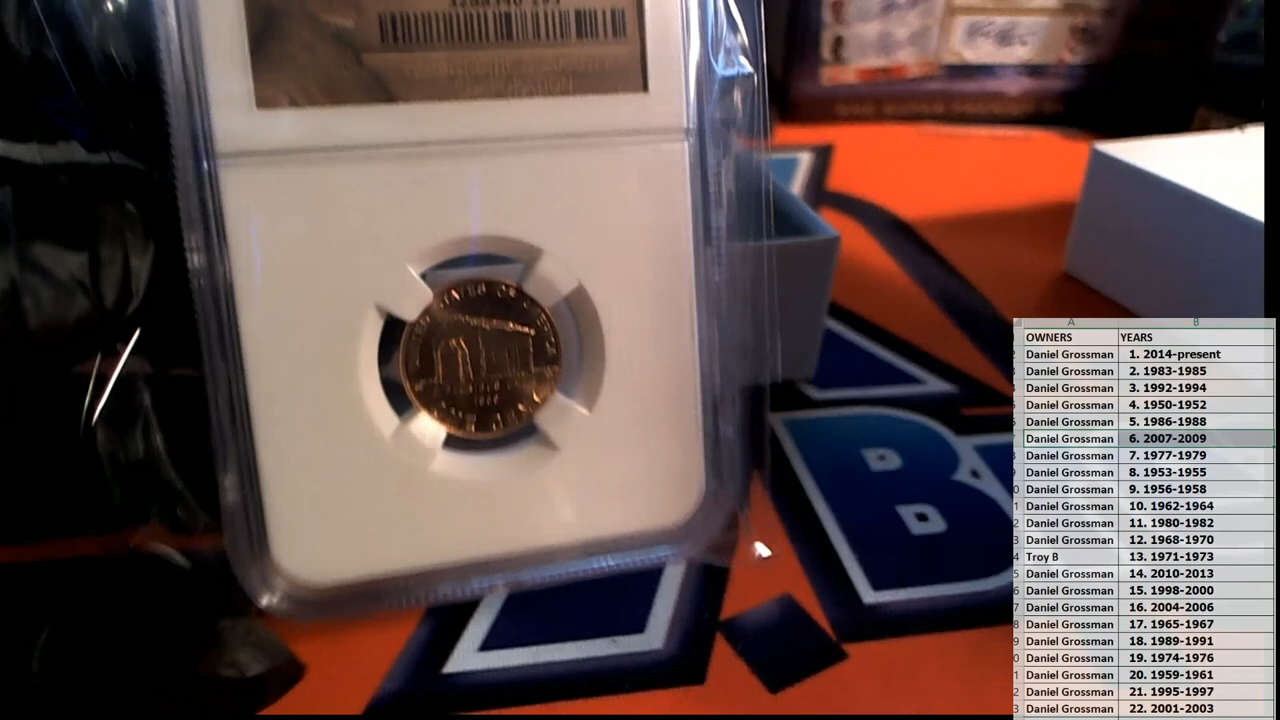 A B
OWNERS YEARS
Daniel Grossman 1. 2014-present
Daniel Grossman 2. 1983-1985
Daniel Grossman 3. 1992-1994
Daniel Grossman 4. 1950-1952
Daniel Grossman 5. 1986-1988
Daniel Grossman 6. 2007-2009
Daniel Grossman 7. 1977-1979
Daniel Grossman 8. 1953-1955
Daniel Grossman 9. 1956-1958
Daniel Grossman 10. 1962-1964
Daniel Grossman 11. 1980-1982
Daniel Grossman 12. 1968-1970
Troy B 13. 1971-1973
Daniel Grossman 14. 2010-2013
Daniel Grossman 15. 1998-2000
Daniel Grossman 16. 2004-2006
Daniel Grossman 17. 1965-1967
Daniel Grossman 18. 1989-1991
Daniel Grossman 19. 1974-1976
Daniel Grossman 20. 1959-1961
Daniel Grossman 21. 1995-1997
Daniel Grossman 22. 2001-2003
B